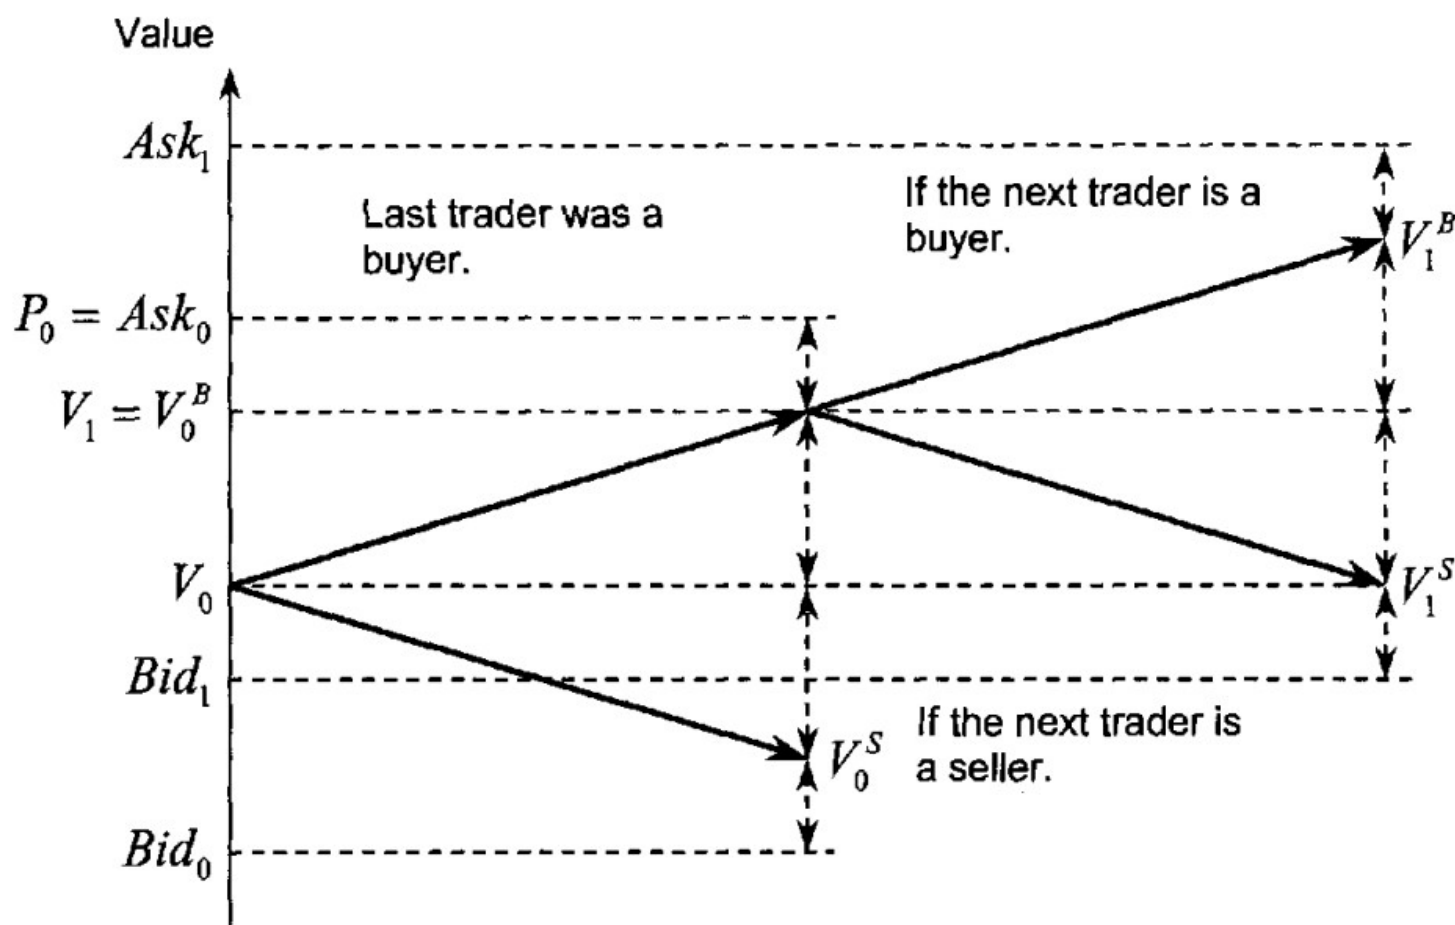 Value
Ask₁
Last trader was a
buyer.
If the next trader is a
buyer.
V₁ᴮ
P₀ = Ask₀
V₁ = V₀ᴮ
V₀
V₁ˢ
Bid₁
If the next trader is
a seller.
V₀ˢ
Bid₀